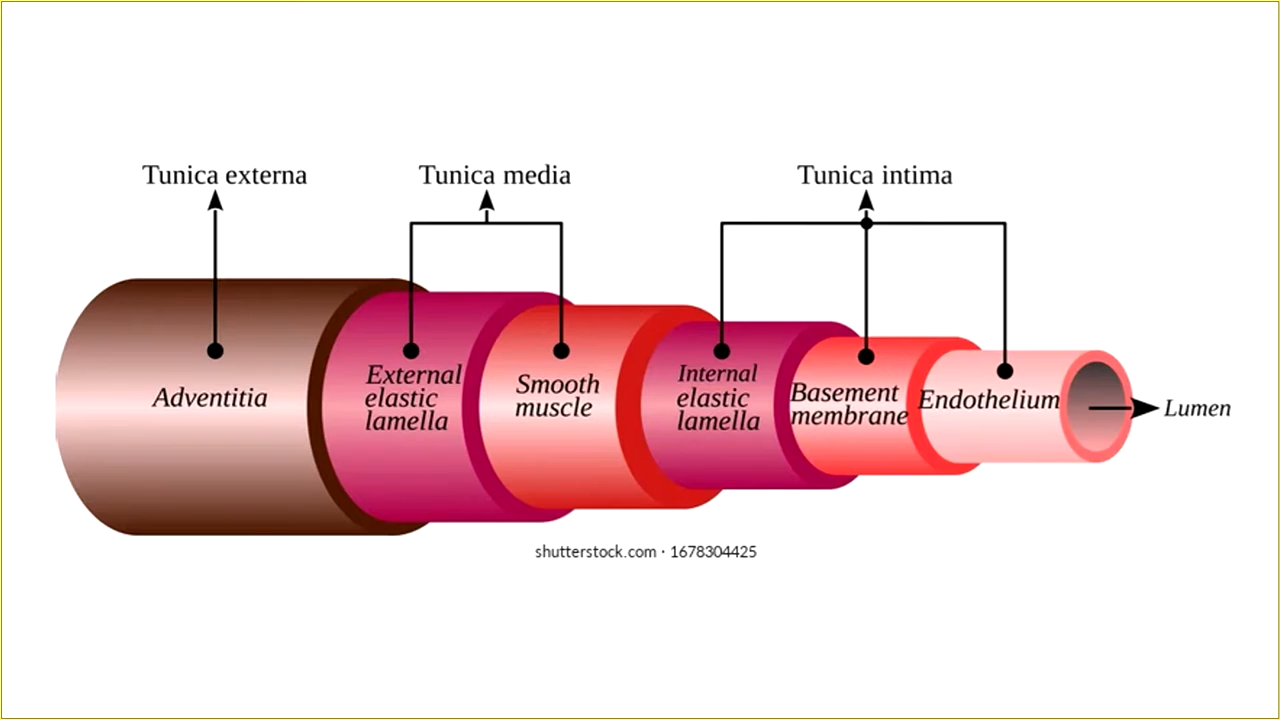 Tunica externa
Tunica media
Tunica intima
Adventitia
External
elastic
lamella
Smooth
muscle
Internal
elastic
lamella
Basement
membrane
Endothelium
Lumen
shutterstock.com · 1678304425